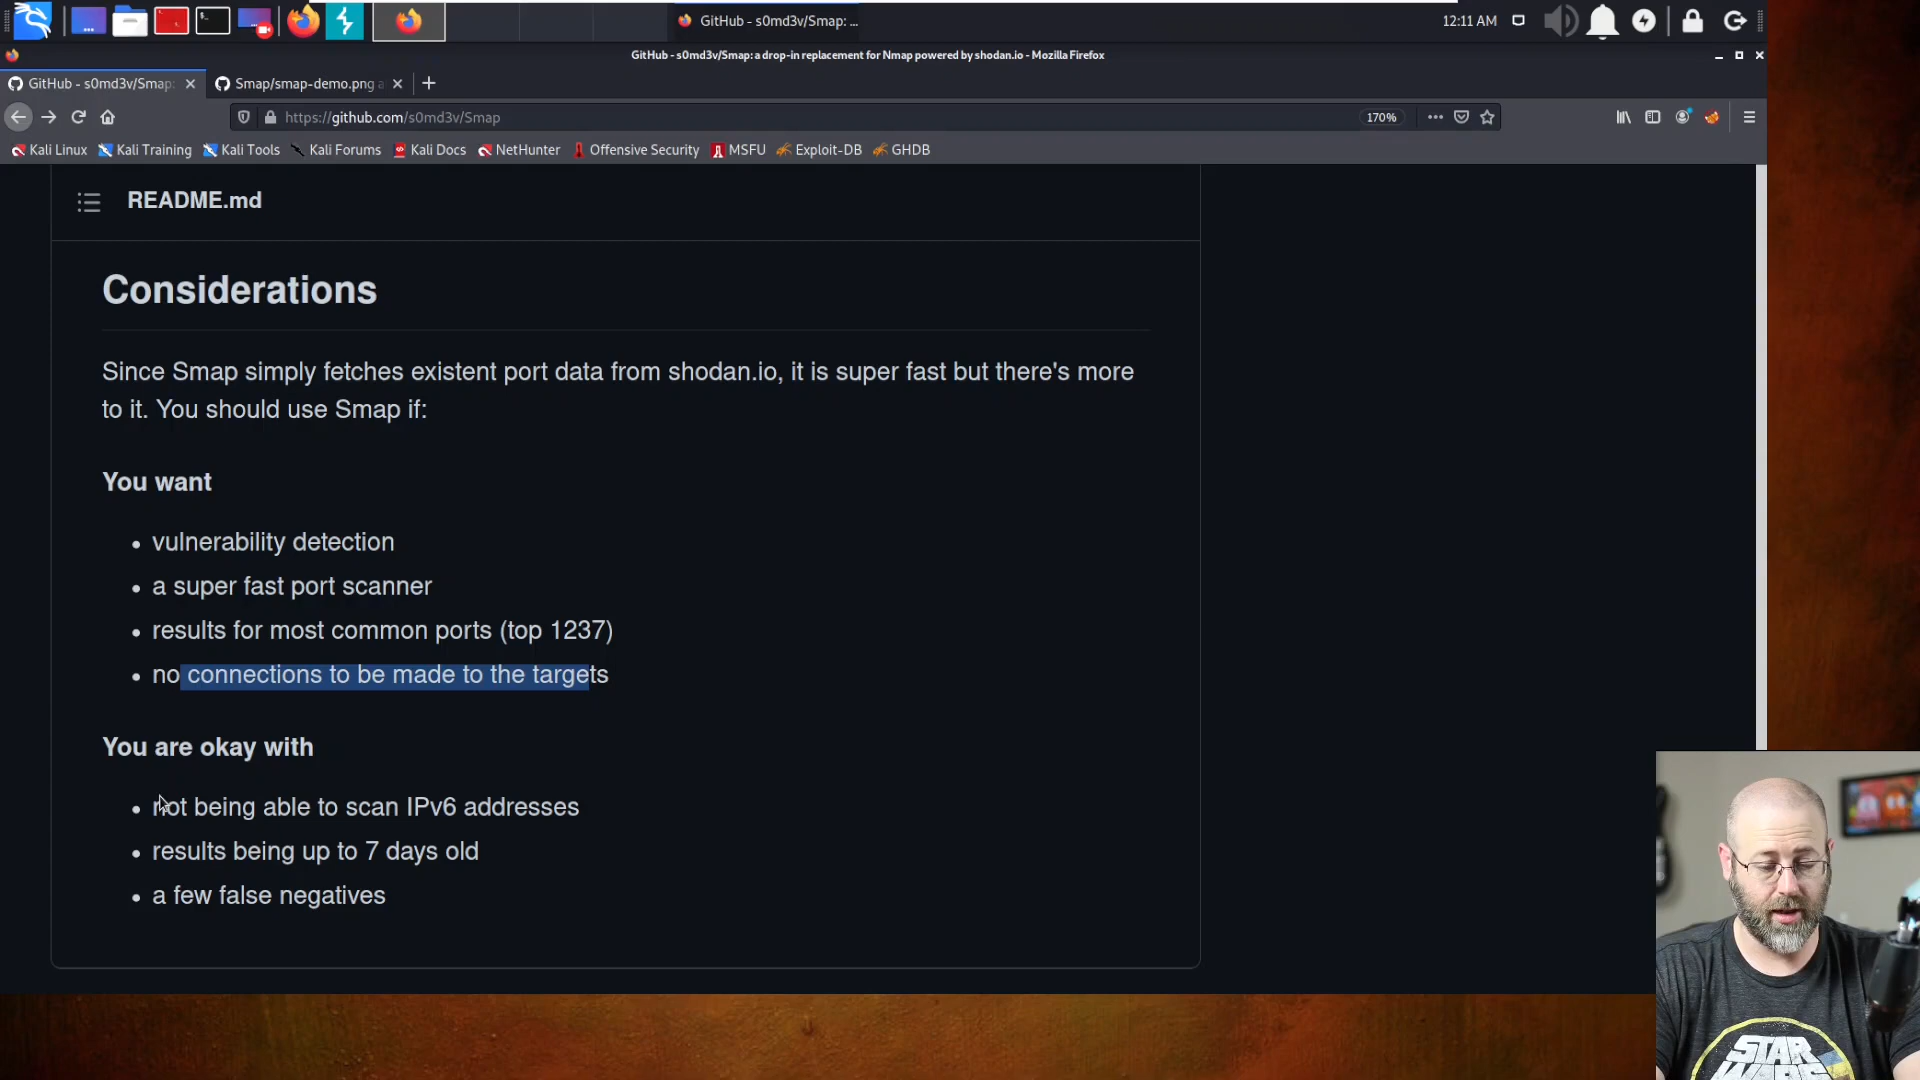 GitHub - s0md3v/Smap: ...
12:11 AM
GitHub - s0md3v/Smap: a drop-in replacement for Nmap powered by shodan.io - Mozilla Firefox
GitHub - s0md3v/Smap:
Smap/smap-demo.png a
https://github.com/s0md3v/Smap
170%
Kali Linux
Kali Training
Kali Tools
Kali Forums
Kali Docs
NetHunter
Offensive Security
MSFU
Exploit-DB
GHDB
README.md
Considerations
Since Smap simply fetches existent port data from shodan.io, it is super fast but there's more
to it. You should use Smap if:
You want
• vulnerability detection
• a super fast port scanner
• results for most common ports (top 1237)
• no connections to be made to the targets
You are okay with
• not being able to scan IPv6 addresses
• results being up to 7 days old
• a few false negatives
STAR
WARS